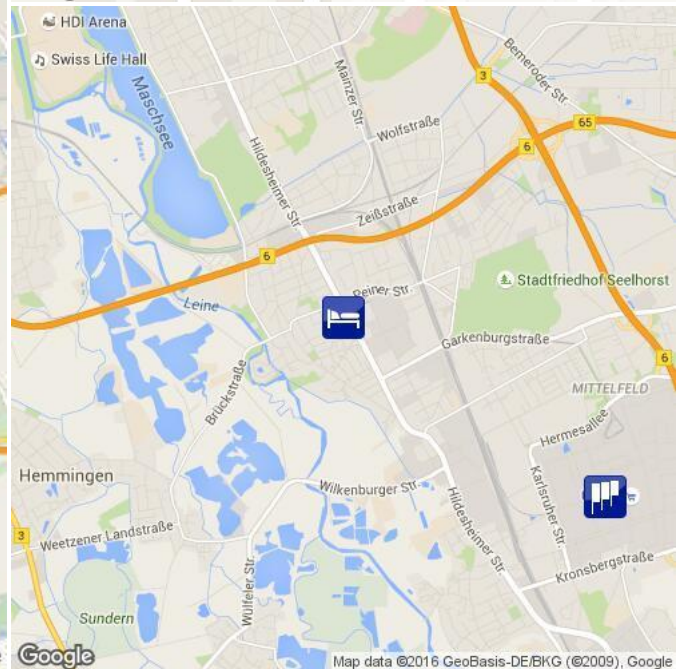 HDI Arena
Swiss Life Hall
Maschsee
Mainzer Str.
Bemeroder Str.
3
65
Wolfstraße
6
Hildesheimer Str.
Zeißstraße
6
Leine
Peiner Str.
Stadtfriedhof Seelhorst
Garkenburgstraße
6
Brückstraße
MITTELFELD
Hermesallee
Hemmingen
Wilkenburger Str.
Karlsruher Str.
Hildesheimer Str.
3
Weetzener Landstraße
Kronsbergstraße
Wülfeler Str.
Sundern
Google
Map data ©2016 GeoBasis-DE/BKG (©2009), Google